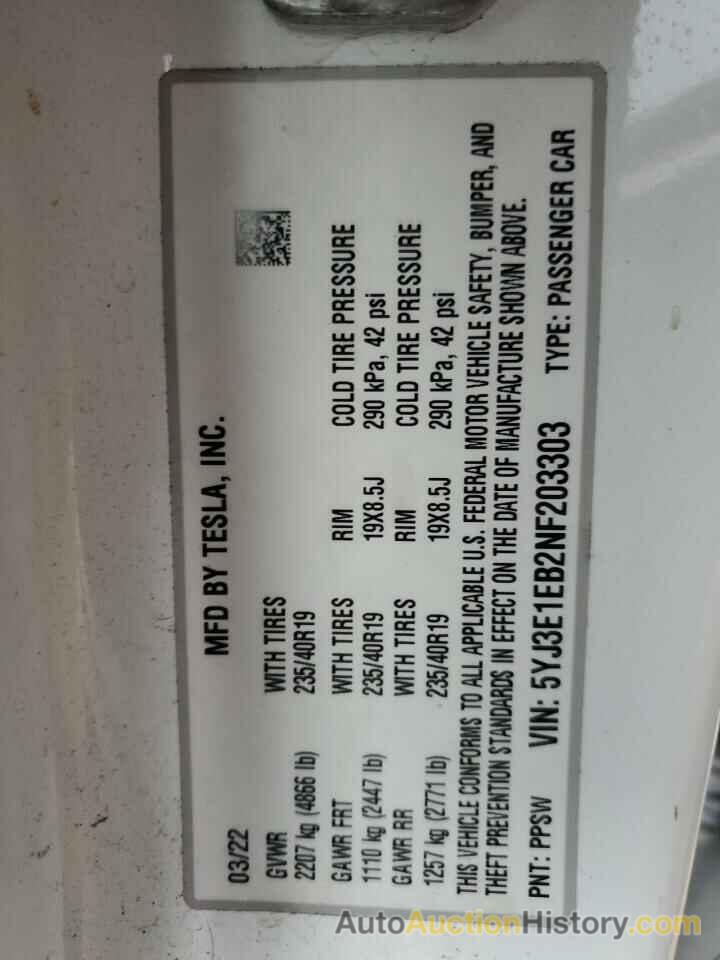 MFD BY TESLA, INC.
03/22
GVWR WITH TIRES
2207 kg (4866 lb) 235/40R19
GAWR FRT WITH TIRES RIM COLD TIRE PRESSURE
1110 kg (2447 lb) 235/40R19 19X8.5J 290 kPa, 42 psi
GAWR RR WITH TIRES RIM COLD TIRE PRESSURE
1257 kg (2771 lb) 235/40R19 19X8.5J 290 kPa, 42 psi
THIS VEHICLE CONFORMS TO ALL APPLICABLE U.S. FEDERAL MOTOR VEHICLE SAFETY, BUMPER, AND
THEFT PREVENTION STANDARDS IN EFFECT ON THE DATE OF MANUFACTURE SHOWN ABOVE.
PNT: PPSW VIN: 5YJ3E1EB2NF203303 TYPE: PASSENGER CAR
AutoAuctionHistory.com